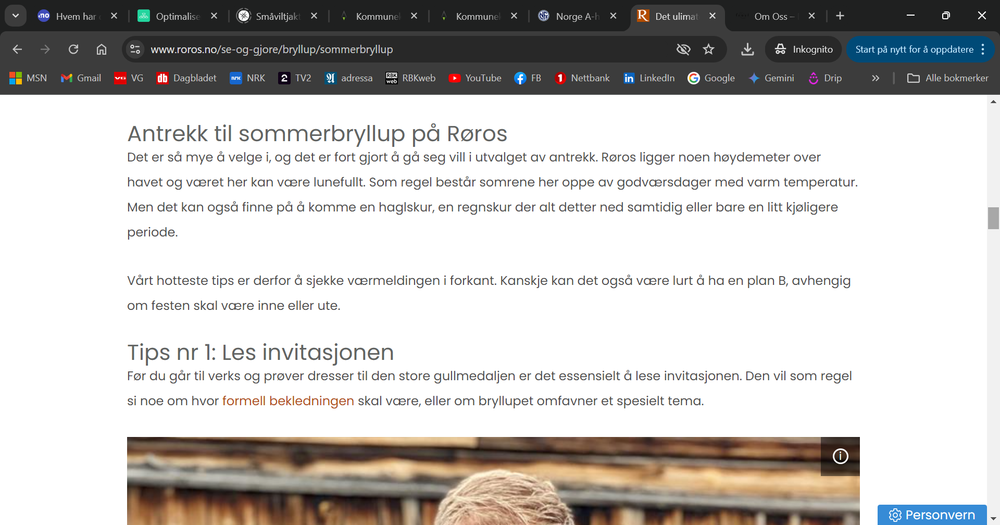 Hvem har
Optimalise
Småviltjakt
Kommunel
Kommunel
Norge A-h
Det ulimat
Om Oss –
www.roros.no/se-og-gjore/bryllup/sommerbryllup
Inkognito
Start på nytt for å oppdatere
MSN
Gmail
VG
Dagbladet
NRK
TV2
adressa
RBKweb
YouTube
FB
Nettbank
LinkedIn
Google
Gemini
Drip
Alle bokmerker
Antrekk til sommerbryllup på Røros
Det er så mye å velge i, og det er fort gjort å gå seg vill i utvalget av antrekk. Røros ligger noen høydemeter over
havet og været her kan være lunefullt. Som regel består somrene her oppe av godværsdager med varm temperatur.
Men det kan også finne på å komme en haglskur, en regnskur der alt detter ned samtidig eller bare en litt kjøligere
periode.
Vårt hotteste tips er derfor å sjekke værmeldingen i forkant. Kanskje kan det også være lurt å ha en plan B, avhengig
om festen skal være inne eller ute.
Tips nr 1: Les invitasjonen
Før du går til verks og prøver dresser til den store gullmedaljen er det essensielt å lese invitasjonen. Den vil som regel
si noe om hvor formell bekledningen skal være, eller om bryllupet omfavner et spesielt tema.
Personvern